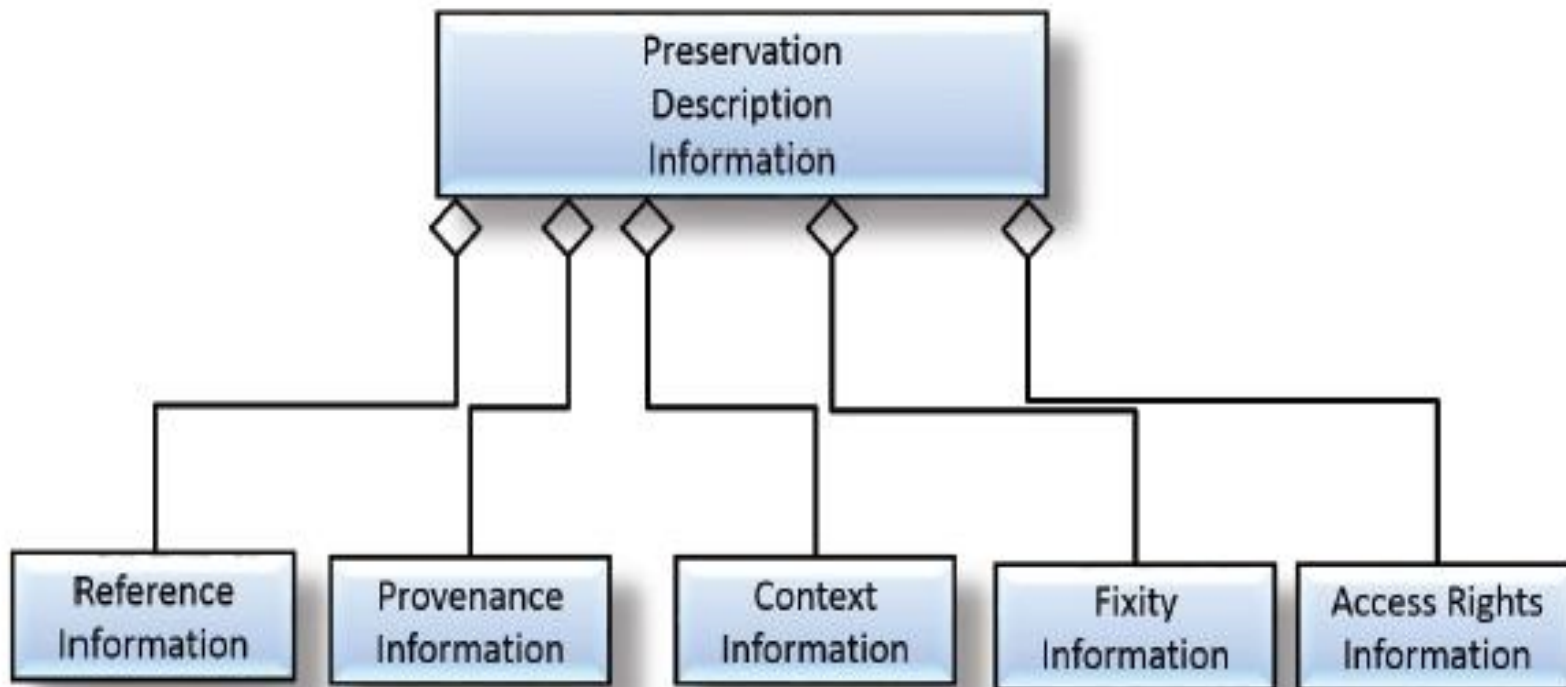 Preservation
Description
Information
Reference
Information
Provenance
Information
Context
Information
Fixity
Information
Access Rights
Information